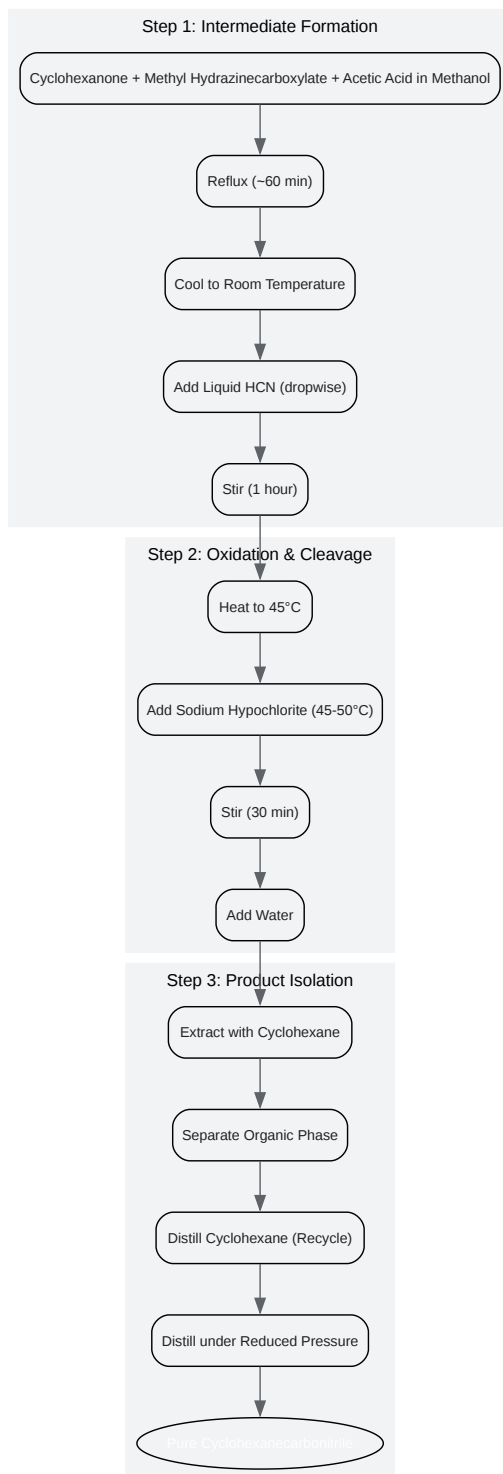 Step 1: Intermediate Formation
Cyclohexanone + Methyl Hydrazinecarboxylate + Acetic Acid in Methanol
Reflux (~60 min)
Cool to Room Temperature
Add Liquid HCN (dropwise)
Stir (1 hour)
Step 2: Oxidation & Cleavage
Heat to 45°C
Add Sodium Hypochlorite (45-50°C)
Stir (30 min)
Add Water
Step 3: Product Isolation
Extract with Cyclohexane
Separate Organic Phase
Distill Cyclohexane (Recycle)
Distill under Reduced Pressure
Pure Cyclohexanecarbonitrile